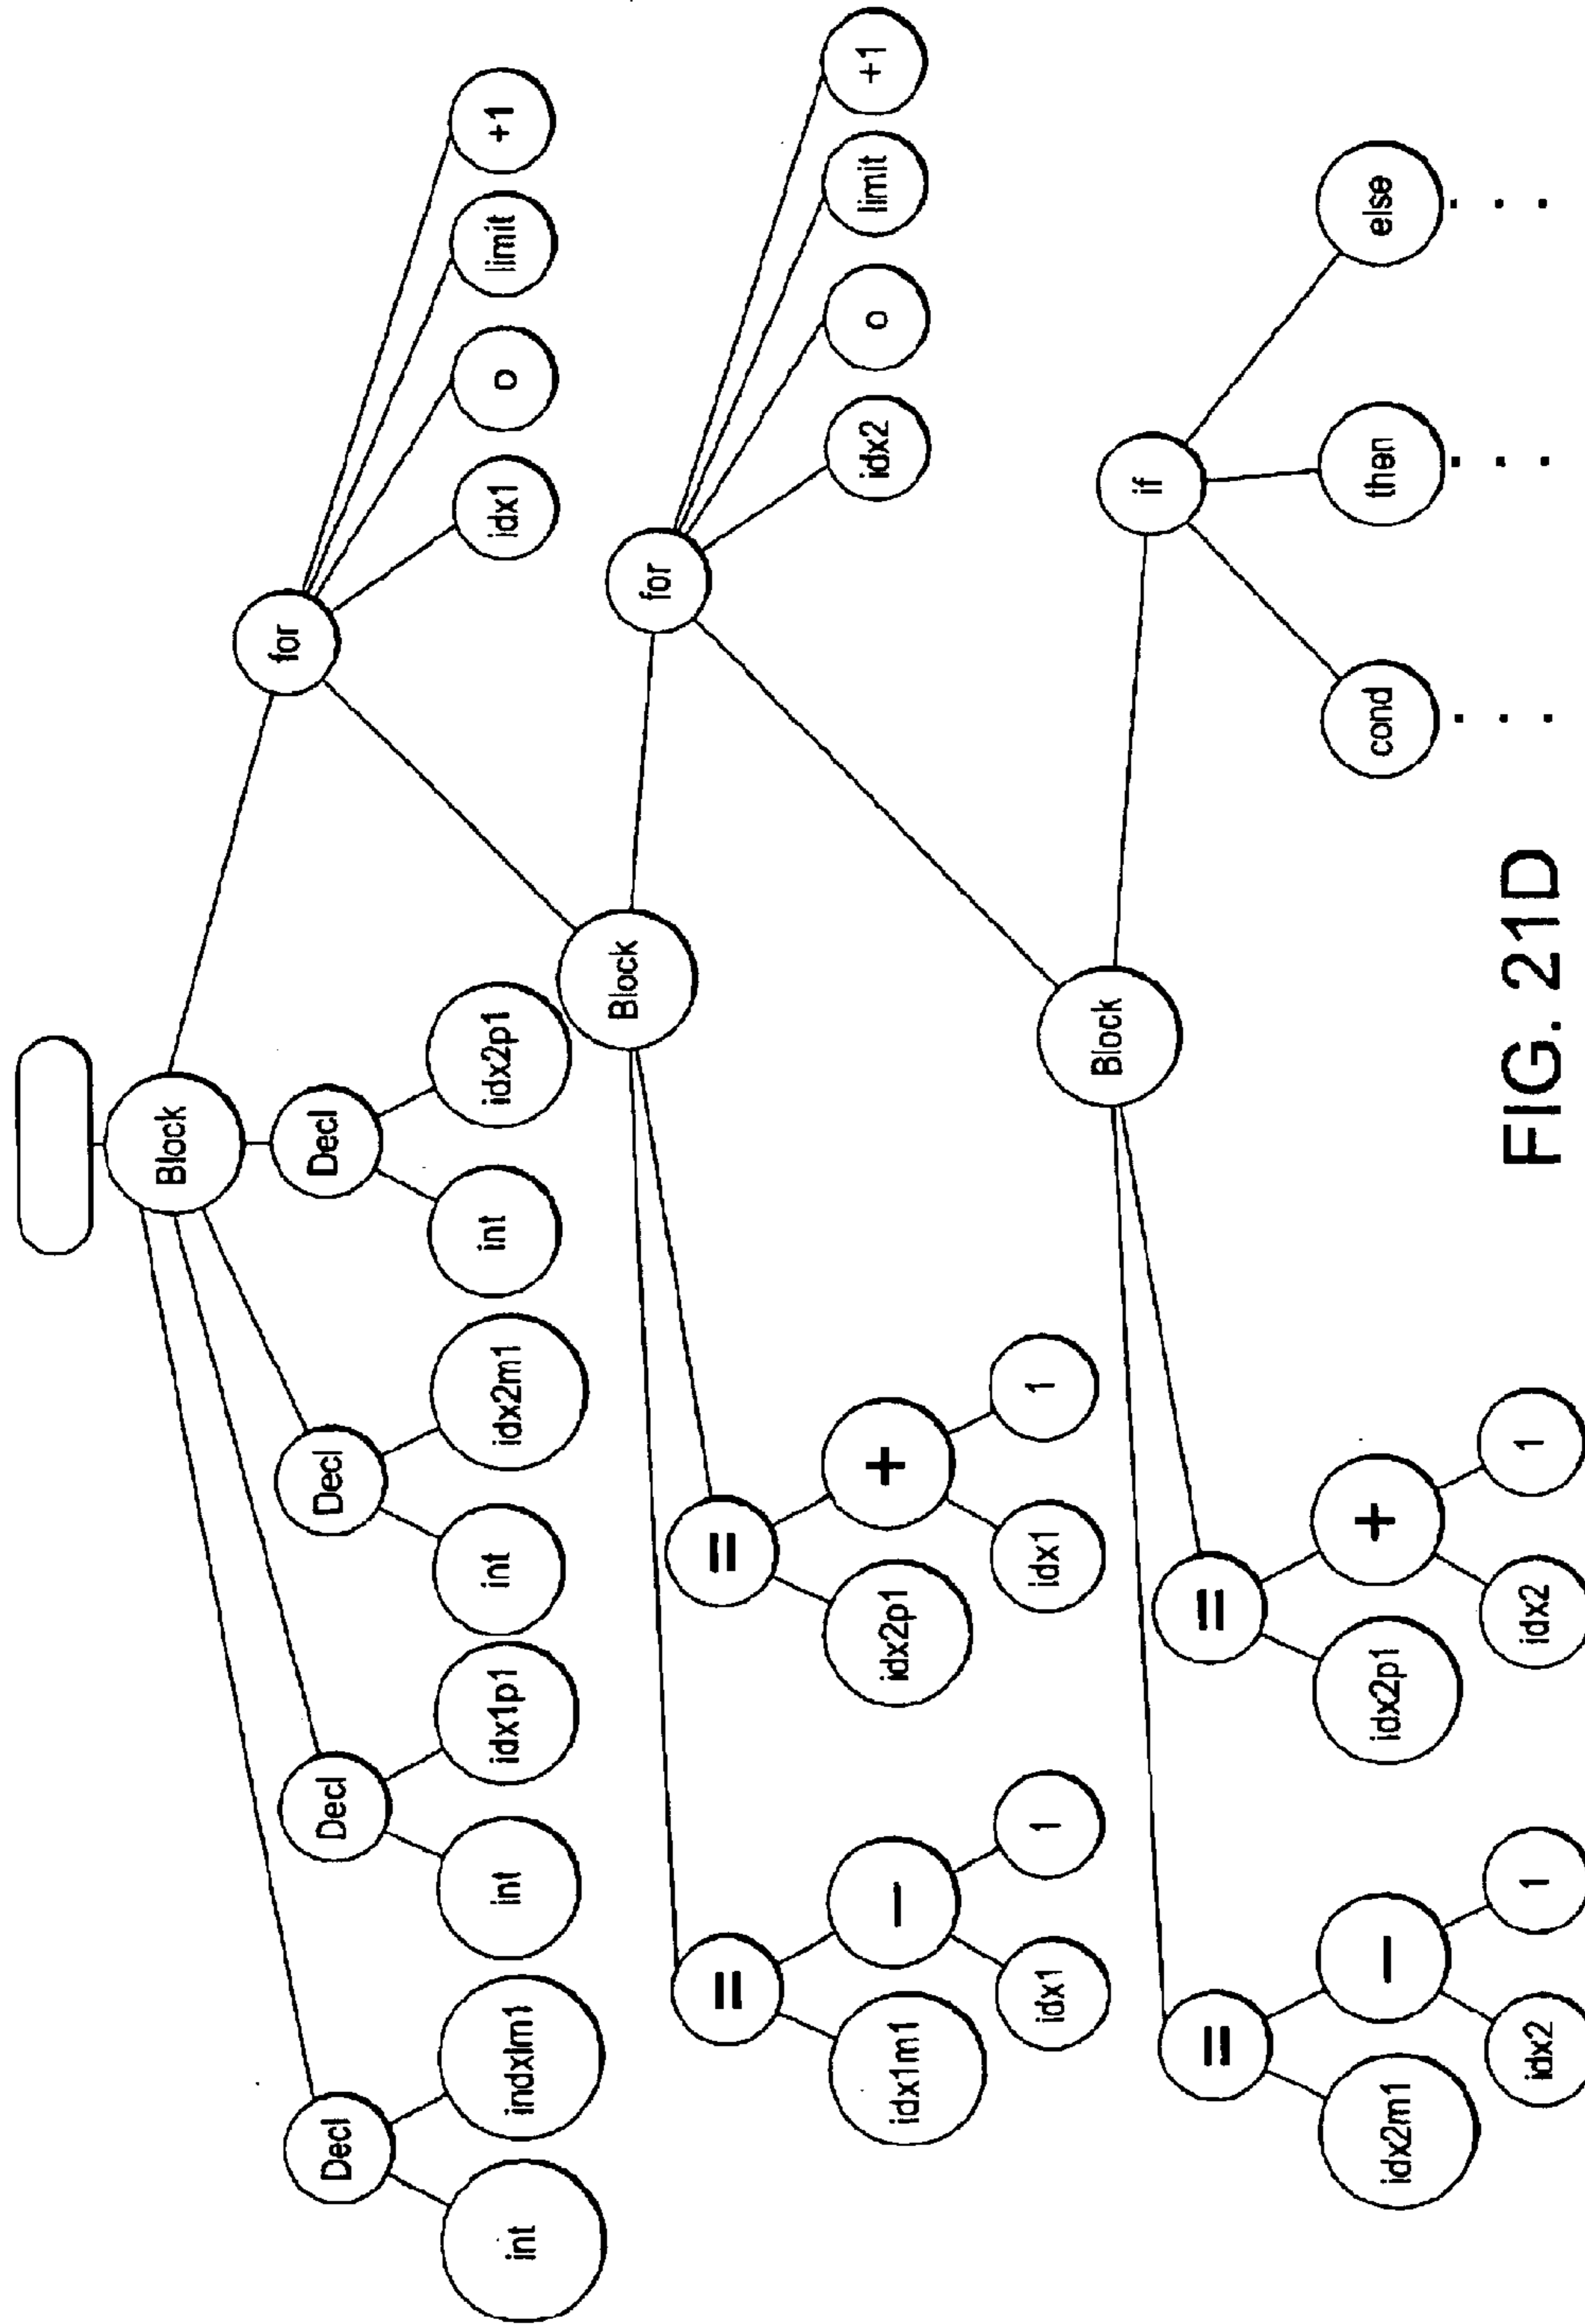 Block
for
Decl
Decl
Decl
Decl
int
indxlm1
int
idx1p1
int
idx2m1
int
idx2p1
idx1
o
limit
+1
Block
for
=
=
idx1m1
−
idx2p1
+
idx2
o
limit
+1
idx1
1
idx1
1
Block
if
=
=
idx2m1
−
idx2p1
+
cond
then
else
idx2
1
idx2
1
FIG. 21D